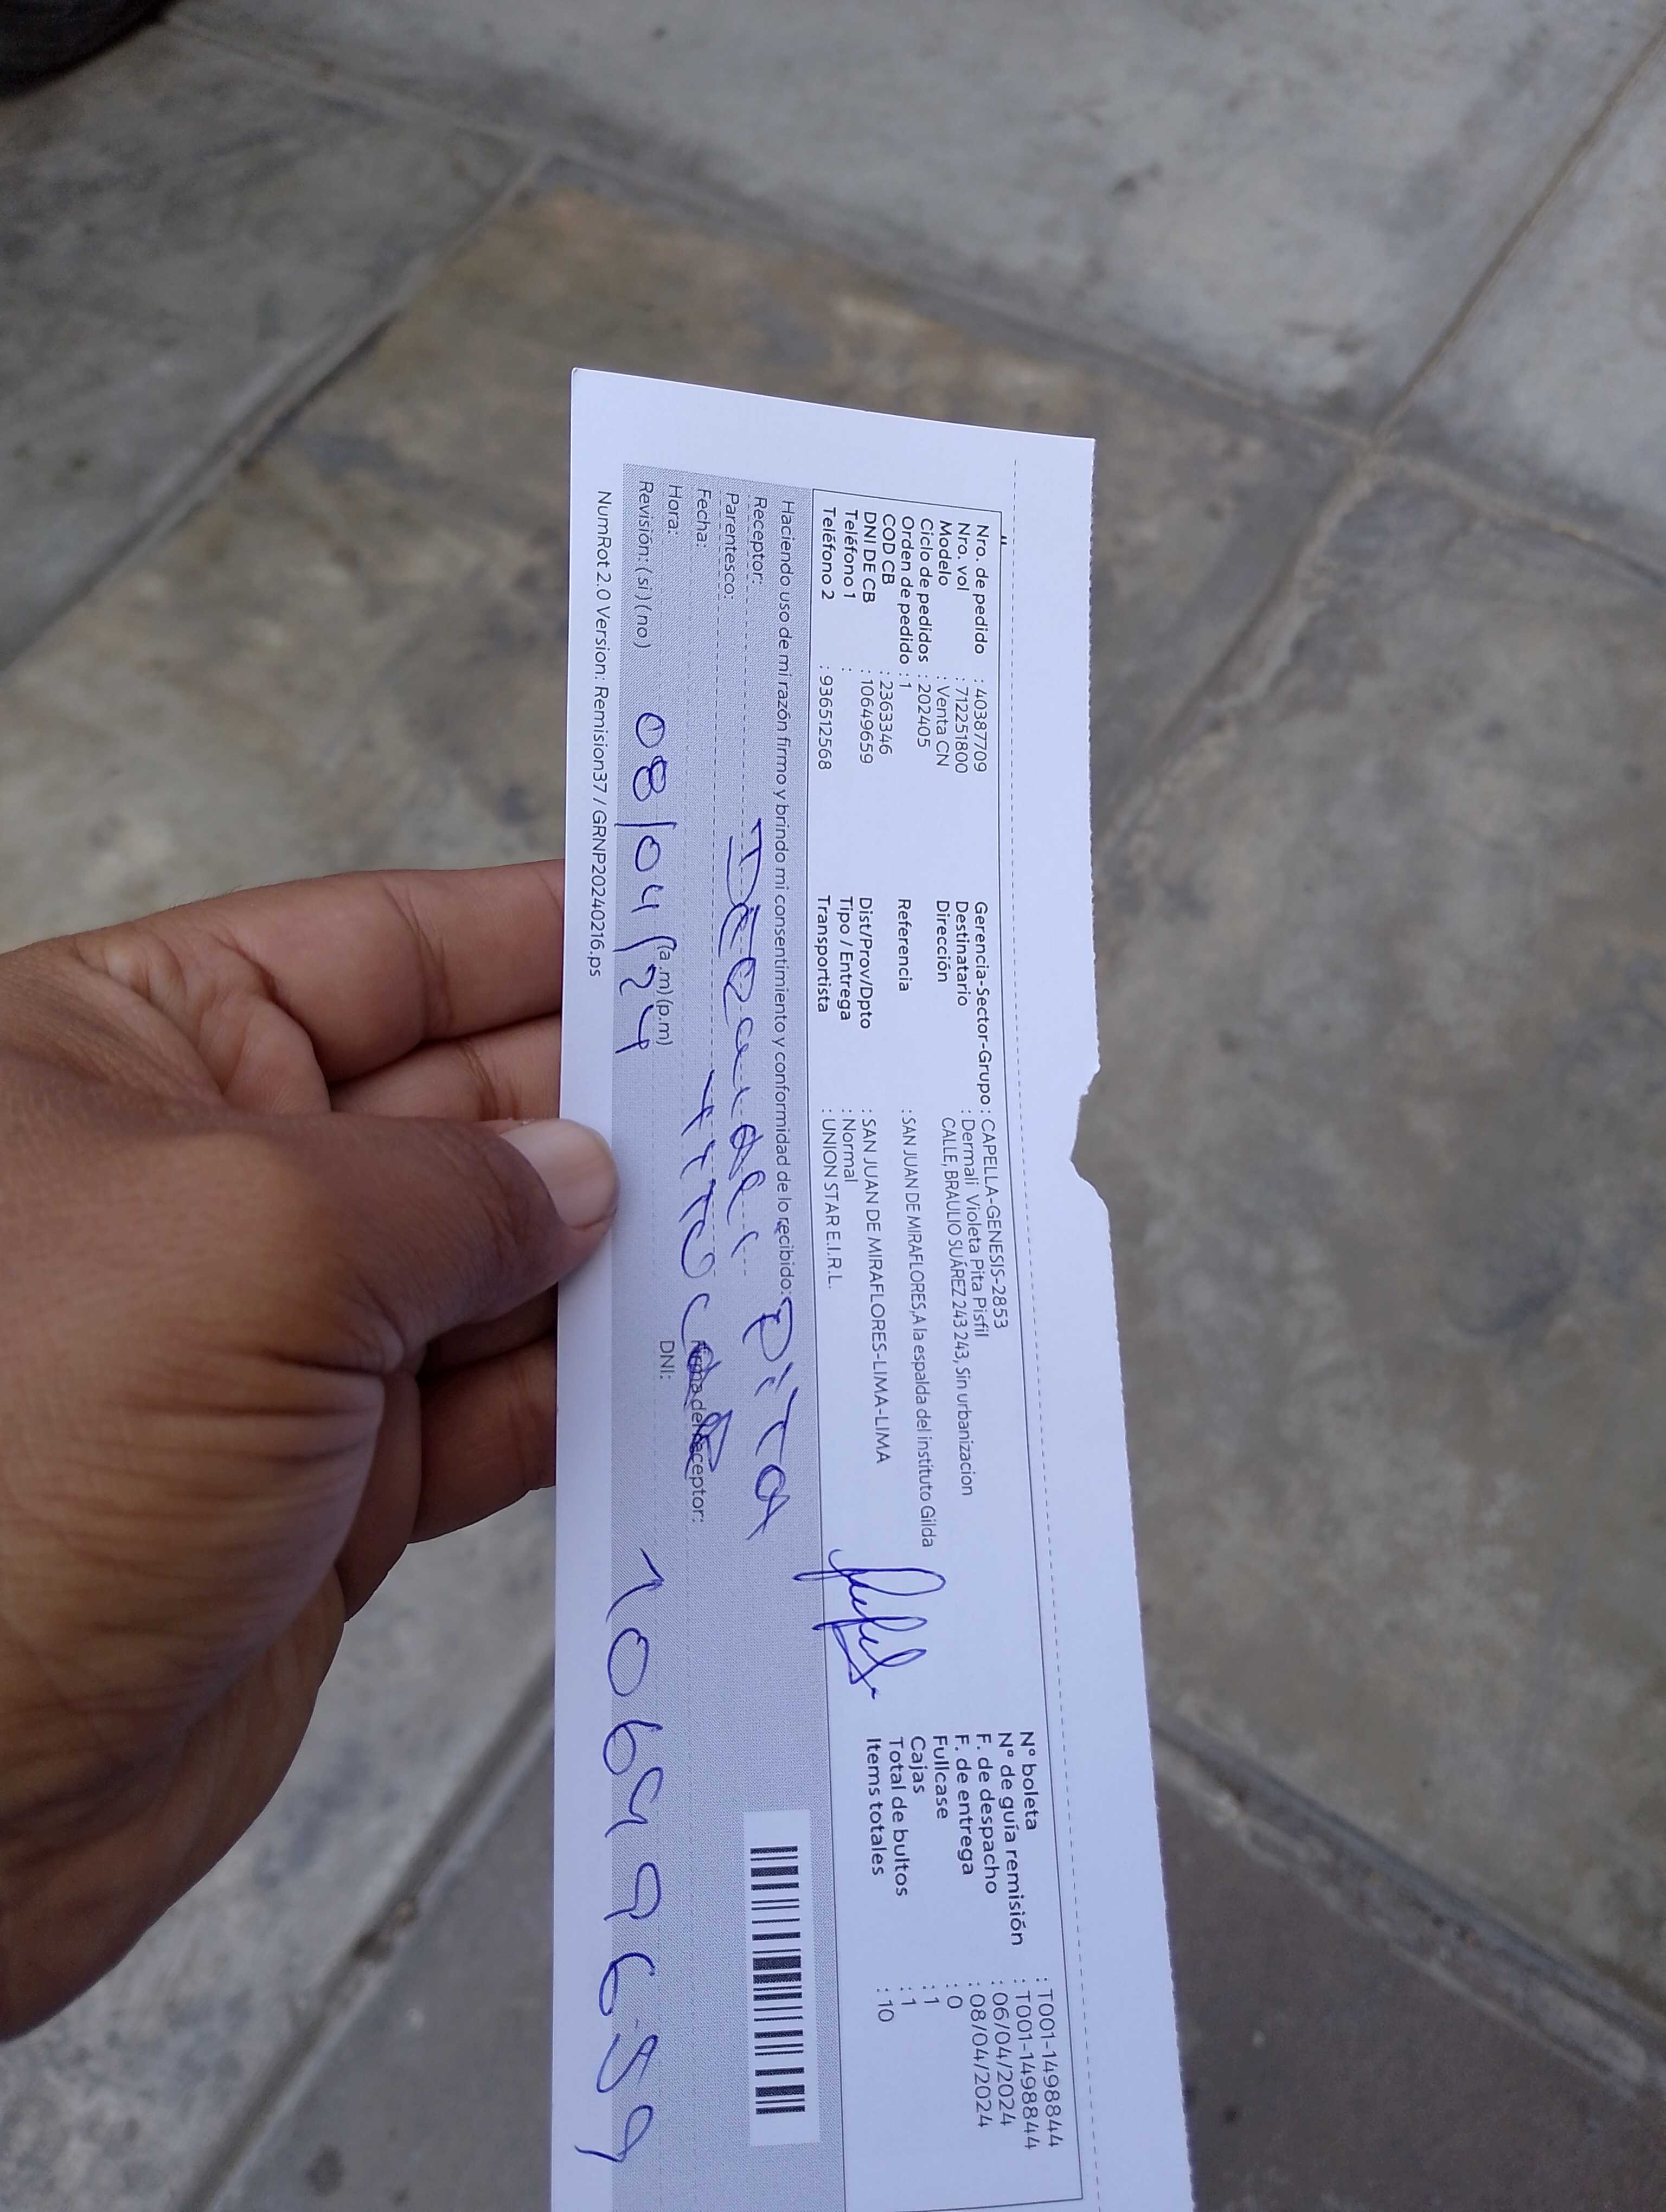 Nro. de pedido : 40387709
Nro. vol : 712251800
Modelo : Venta CN
Ciclo de pedidos : 202405
Orden de pedido : 1
COD CB : 2363346
DNI DE CB : 10649659
Teléfono 1 :
Teléfono 2 : 936512568
Gerencia-Sector-Grupo : CAPELLA-GENESIS-2853
Destinatario : Dermali Violeta Pita Pisfil
Dirección CALLE, BRAULIO SUÁREZ 243 243, Sin urbanizacion
Referencia : SAN JUAN DE MIRAFLORES,A la espalda del instituto Gilda
Dist/Prov/Dpto : SAN JUAN DE MIRAFLORES-LIMA-LIMA
Tipo / Entrega : Normal
Transportista : UNION STAR E.I.R.L.
N° boleta : T001-1498844
N° de guía remisión : T001-1498844
F. de despacho : 06/04/2024
F. de entrega : 08/04/2024
Fullcase : 0
Cajas : 1
Total de bultos : 1
Items totales : 10
Haciendo uso de mi razón firmo y brindo mi consentimiento y conformidad de lo recibido:
Receptor: Pita
Parentesco:
Fecha:
Firma del Receptor:
Hora: (a.m) (p.m)
DNI: 10649659
Revisión: (si) (no) 08/04/24
NumRot 2.0 Version: Remision37 / GRNP20240216.ps